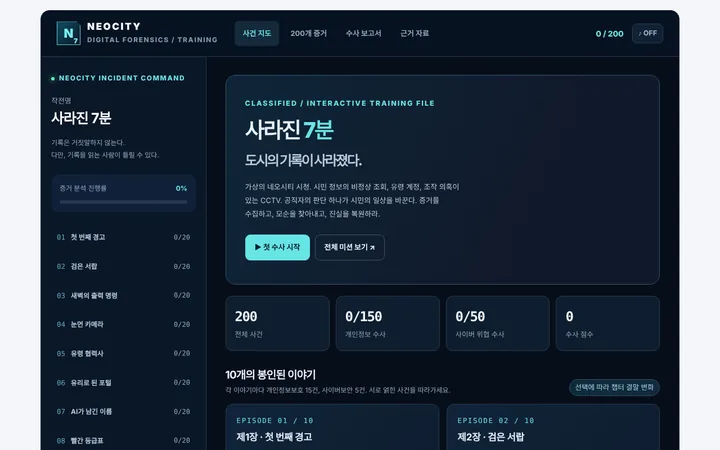 N7
NEOCITY
DIGITAL FORENSICS / TRAINING
사건 지도
200개 증거
수사 보고서
근거 자료
0 / 200
♪ OFF
NEOCITY INCIDENT COMMAND
작전명
사라진 7분
기록은 거짓말하지 않는다.
다만, 기록을 읽는 사람이 틀릴 수 있다.
증거 분석 진행률
0%
01 첫 번째 경고 0/20
02 검은 서랍 0/20
03 새벽의 출력 명령 0/20
04 눈먼 카메라 0/20
05 유령 협력사 0/20
06 유리로 된 포털 0/20
07 AI가 남긴 이름 0/20
08 빨간 등급표 0/20
CLASSIFIED / INTERACTIVE TRAINING FILE
사라진 7분
도시의 기록이 사라졌다.
가상의 네오시티 시청. 시민 정보의 비정상 조회, 유령 계정, 조작 의혹이
있는 CCTV. 공직자의 판단 하나가 시민의 일상을 바꾼다. 증거를
수집하고, 모순을 찾아내고, 진실을 복원하라.
▶ 첫 수사 시작
전체 미션 보기 ↗
200
전체 사건
0/150
개인정보 수사
0/50
사이버 위협 수사
0
수사 점수
10개의 봉인된 이야기
각 이야기마다 개인정보보호 15건, 사이버보안 5건. 서로 얽힌 사건을 따라가세요.
선택에 따라 챕터 결말 변화
EPISODE 01 / 10
제1장 · 첫 번째 경고
EPISODE 02 / 10
제2장 · 검은 서랍